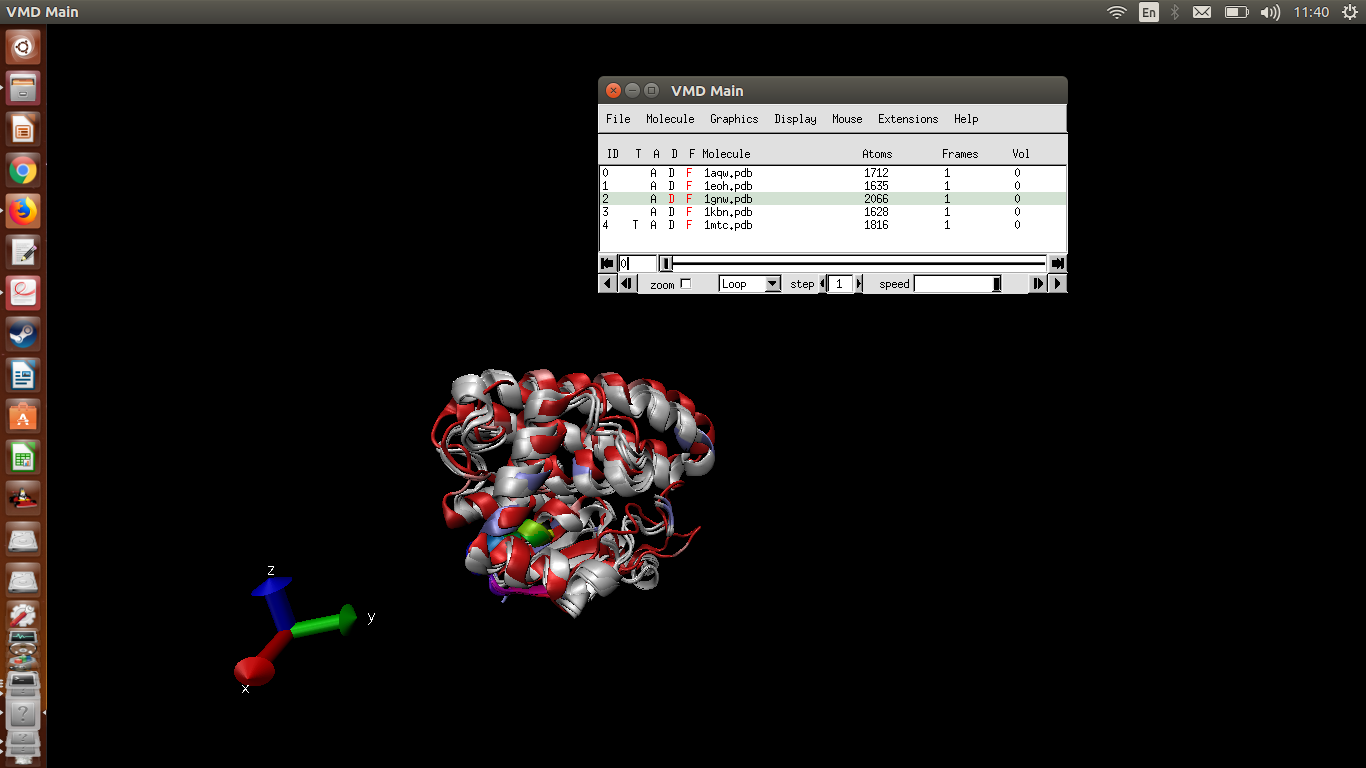 VMD Main En 11:40
VMD Main
File Molecule Graphics Display Mouse Extensions Help
ID T A D F Molecule Atoms Frames Vol
0 A D F 1aqw.pdb 1712 1 0
1 A D F 1eoh.pdb 1635 1 0
2 A D F 1gnw.pdb 2066 1 0
3 A D F 1kbn.pdb 1628 1 0
4 T A D F 1mtc.pdb 1816 1 0
0
zoom Loop step 1 speed
z
y
x